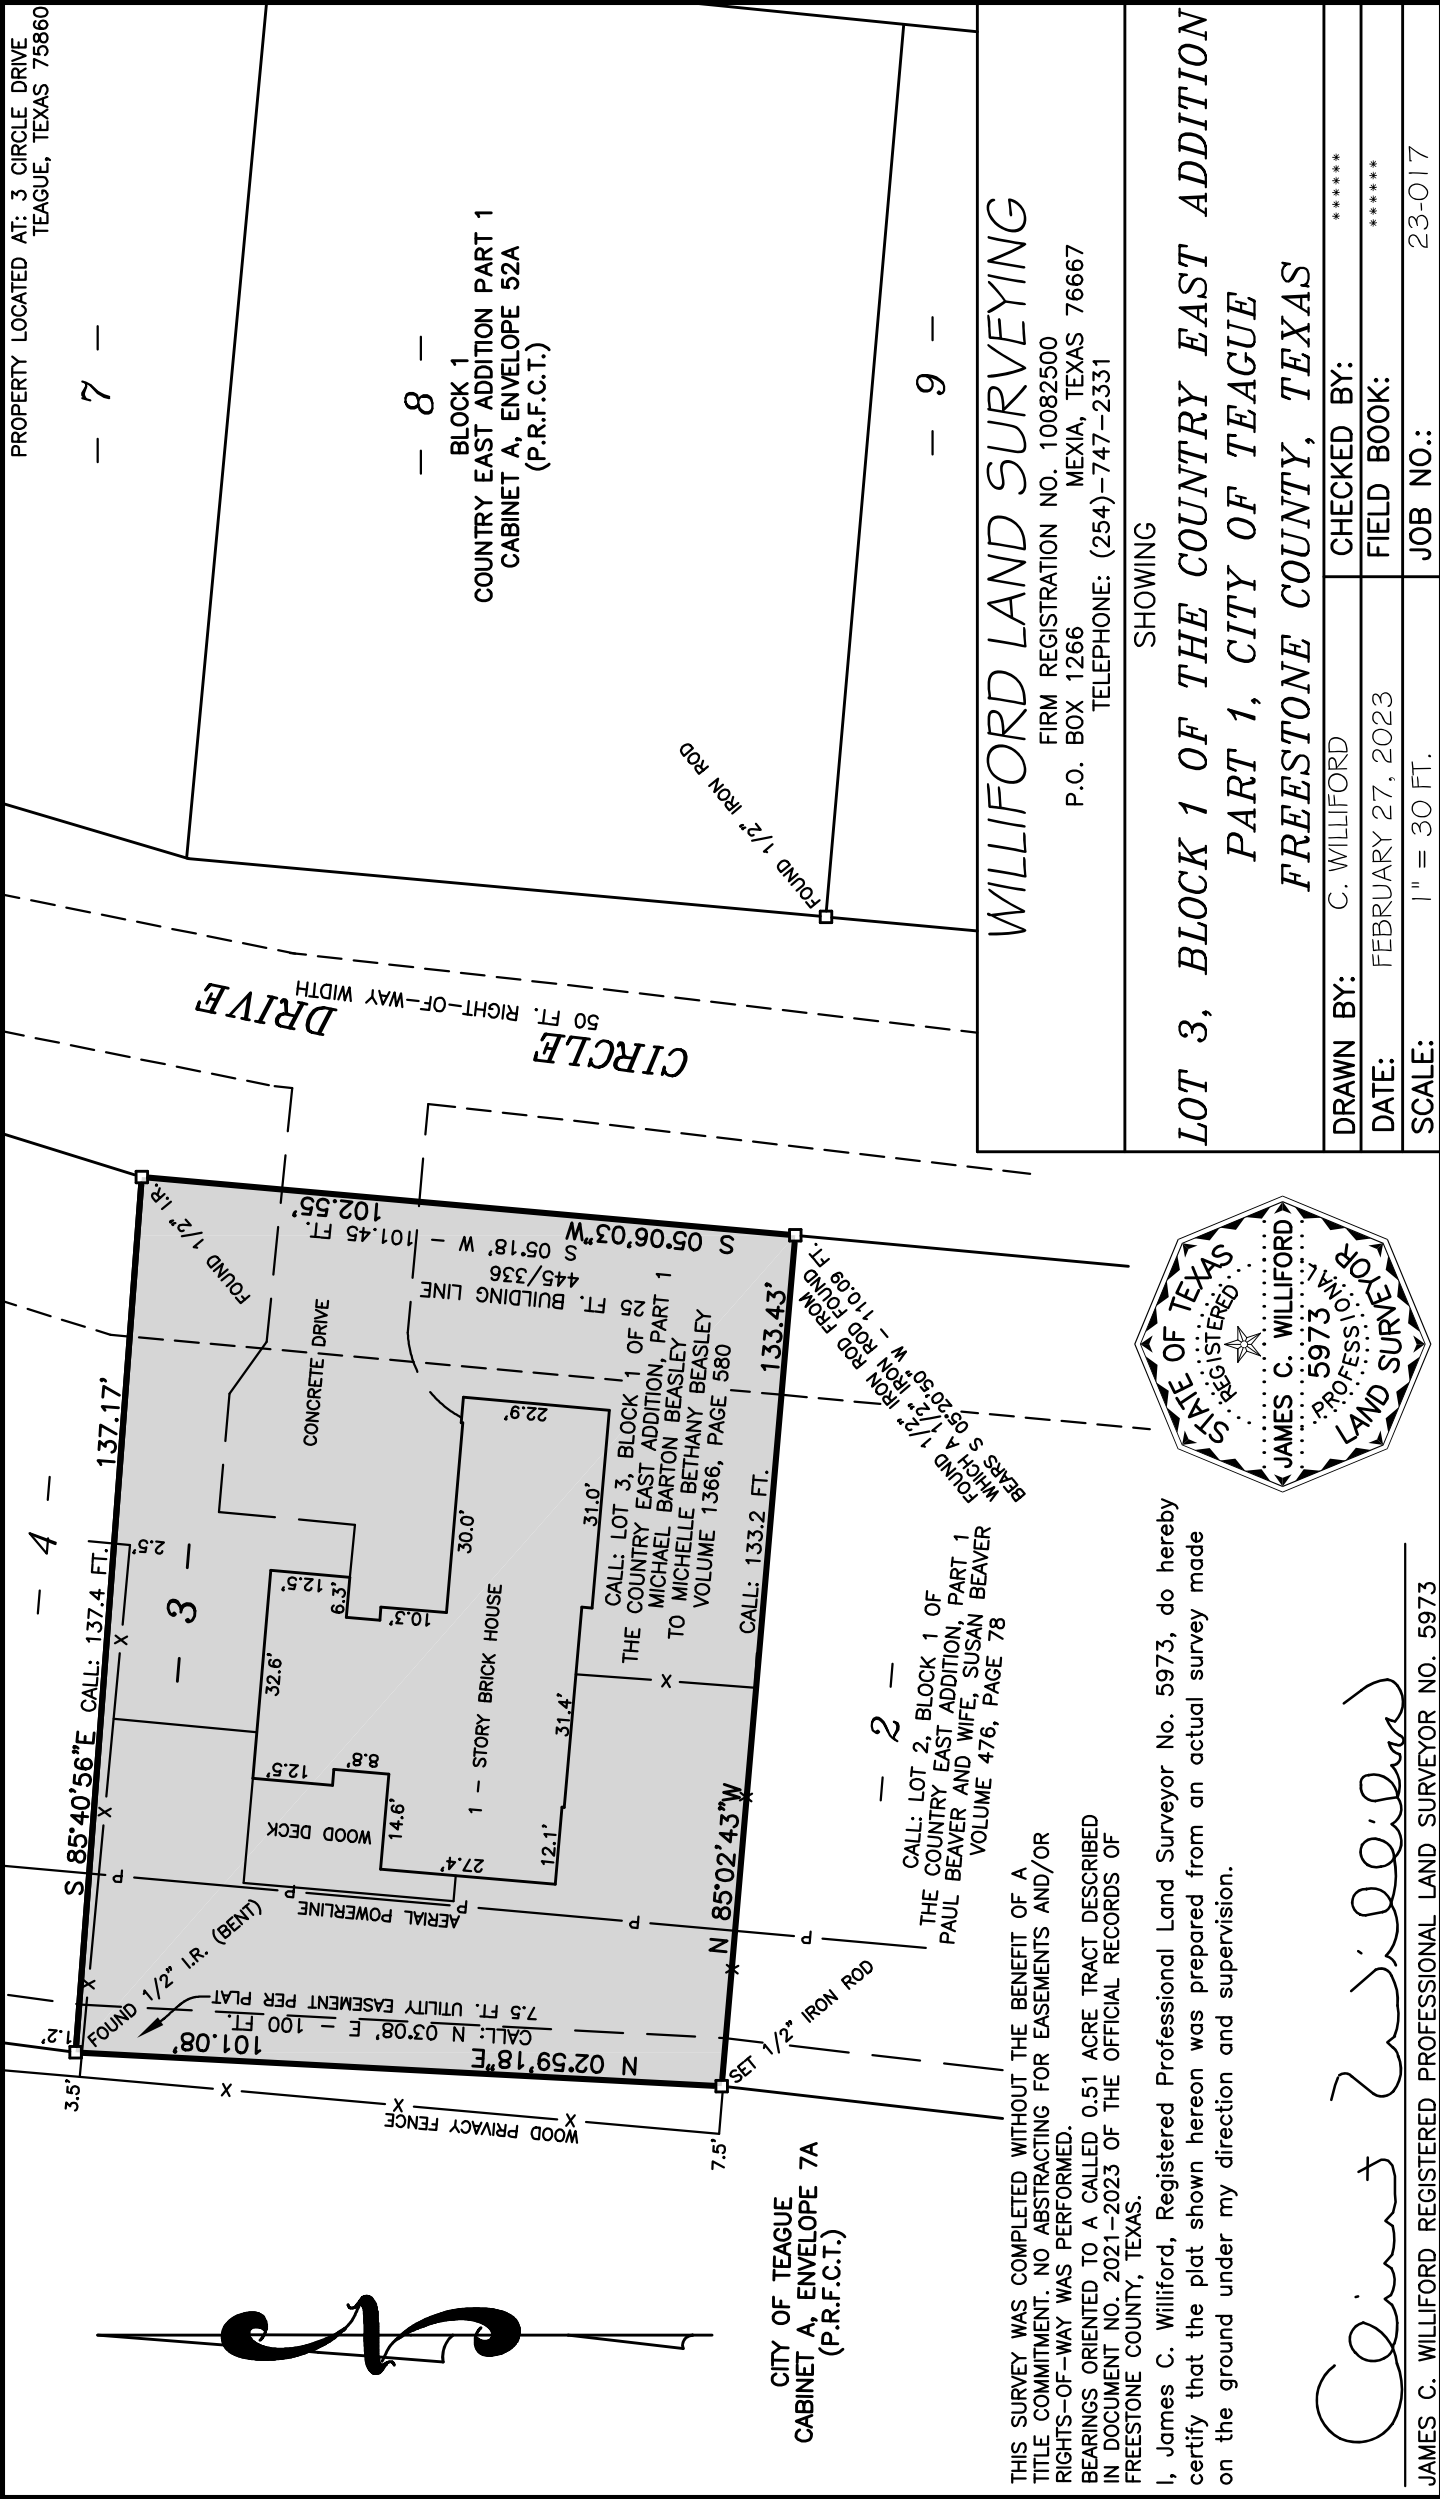 PROPERTY LOCATED AT: 3 CIRCLE DRIVE
TEAGUE, TEXAS 75860
- 7 -
- 8 -
BLOCK 1
COUNTRY EAST ADDITION PART 1
CABINET A, ENVELOPE 52A
(P.R.F.C.T.)
- 9 -
FOUND 1/2" IRON ROD
CIRCLE DRIVE
50 FT. RIGHT-OF-WAY WIDTH
- 4 -
S 85°40'56"E
CALL: 137.4 FT.
137.17'
2.5'
- 3 -
FOUND 1/2" I.R.
102.55'
S 05°06'03"W
S 05°18' W - 101.45 FT.
445/336
25 FT. BUILDING LINE
CONCRETE DRIVE
CALL: LOT 3, BLOCK 1 OF
THE COUNTRY EAST ADDITION, PART 1
MICHAEL BARTON BEASLEY
TO MICHELLE BETHANY BEASLEY
VOLUME 1366, PAGE 580
22.9'
31.0'
30.0'
10.3'
6.3'
12.5'
32.6'
12.5'
8.8'
14.6'
27.4'
12.1'
31.4'
1 - STORY BRICK HOUSE
WOOD DECK
X
X
X
X
X
X
P
P
P
P
P
AERIAL POWERLINE
FOUND 1/2" I.R. (BENT)
7.5 FT. UTILITY EASEMENT PER PLAT
CALL: N 03°08' E - 100 FT.
101.08'
N 02°59'18"E
1.2'
3.5'
X
X
X
WOOD PRIVACY FENCE
7.5'
SET 1/2" IRON ROD
N 85°02'43"W
CALL: 133.2 FT.
133.43'
X
FOUND 1/2" IRON ROD FROM
WHICH A 1/2" IRON ROD FOUND
BEARS S 05°20'50" W - 110.09 FT.
- 2 -
CALL: LOT 2, BLOCK 1 OF
THE COUNTRY EAST ADDITION, PART 1
PAUL BEAVER AND WIFE, SUSAN BEAVER
VOLUME 476, PAGE 78
CITY OF TEAGUE
CABINET A, ENVELOPE 7A
(P.R.F.C.T.)
N
THIS SURVEY WAS COMPLETED WITHOUT THE BENEFIT OF A
TITLE COMMITMENT. NO ABSTRACTING FOR EASEMENTS AND/OR
RIGHTS-OF-WAY WAS PERFORMED.
BEARINGS ORIENTED TO A CALLED 0.51 ACRE TRACT DESCRIBED
IN DOCUMENT NO. 2021-2023 OF THE OFFICIAL RECORDS OF
FREESTONE COUNTY, TEXAS.
I, James C. Williford, Registered Professional Land Surveyor No. 5973, do hereby
certify that the plat shown hereon was prepared from an actual survey made
on the ground under my direction and supervision.
Clint Williford
JAMES C. WILLIFORD REGISTERED PROFESSIONAL LAND SURVEYOR NO. 5973
STATE OF TEXAS
REGISTERED
JAMES C. WILLIFORD
5973
PROFESSIONAL
LAND SURVEYOR
WILLIFORD LAND SURVEYING
FIRM REGISTRATION NO. 10082500
P.O. BOX 1266 MEXIA, TEXAS 76667
TELEPHONE: (254)-747-2331
SHOWING
LOT 3, BLOCK 1 OF THE COUNTRY EAST ADDITION
PART 1, CITY OF TEAGUE
FREESTONE COUNTY, TEXAS
DRAWN BY: C. WILLIFORD CHECKED BY: ******
DATE: FEBRUARY 27, 2023 FIELD BOOK: ******
SCALE: 1" = 30 FT. JOB NO.: 23-017